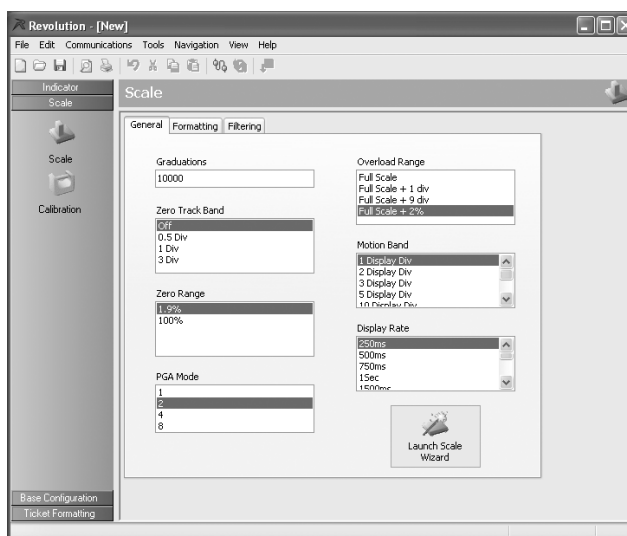 Revolution - [New]
File Edit Communications Tools Navigation View Help
Indicator
Scale
Scale
Calibration
Base Configuration
Ticket Formatting
Scale
General Formatting Filtering
Graduations
10000
Zero Track Band
Off
0.5 Div
1 Div
3 Div
Zero Range
1.9%
100%
PGA Mode
1
2
4
8
Overload Range
Full Scale
Full Scale + 1 div
Full Scale + 9 div
Full Scale + 2%
Motion Band
1 Display Div
2 Display Div
3 Display Div
5 Display Div
10 Display Div
Display Rate
250ms
500ms
750ms
1Sec
1500ms
Launch Scale
Wizard